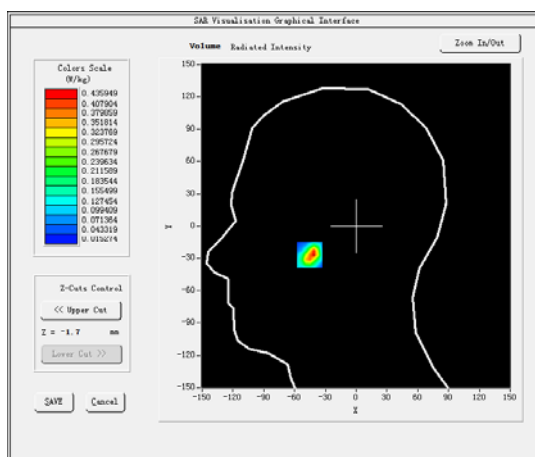 SAR Visualisation Graphical Interface
Volume Radiated Intensity
Zoom In/Out
Colors Scale
(W/kg)
0.435949
0.407904
0.379859
0.351814
0.323769
0.295724
0.267679
0.239634
0.211589
0.183544
0.155499
0.127454
0.099409
0.071364
0.043319
0.015274
Z-Cuts Control
<< Upper Cut
Z = -1.7 mm
Lower Cut >>
SAVE
Cancel
150
120
90
60
30
0
-30
-60
-90
-120
-150
Y
-150 -120 -90 -60 -30 0 30 60 90 120 150
X